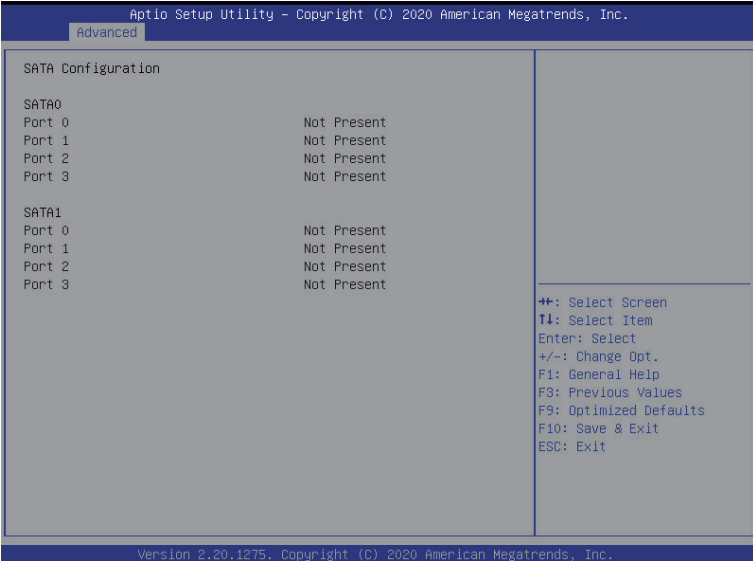 Aptio Setup Utility – Copyright (C) 2020 American Megatrends, Inc.
Advanced
SATA Configuration
SATA0
Port 0 Not Present
Port 1 Not Present
Port 2 Not Present
Port 3 Not Present
SATA1
Port 0 Not Present
Port 1 Not Present
Port 2 Not Present
Port 3 Not Present
→←: Select Screen
↑↓: Select Item
Enter: Select
+/-: Change Opt.
F1: General Help
F3: Previous Values
F9: Optimized Defaults
F10: Save & Exit
ESC: Exit
Version 2.20.1275. Copyright (C) 2020 American Megatrends, Inc.